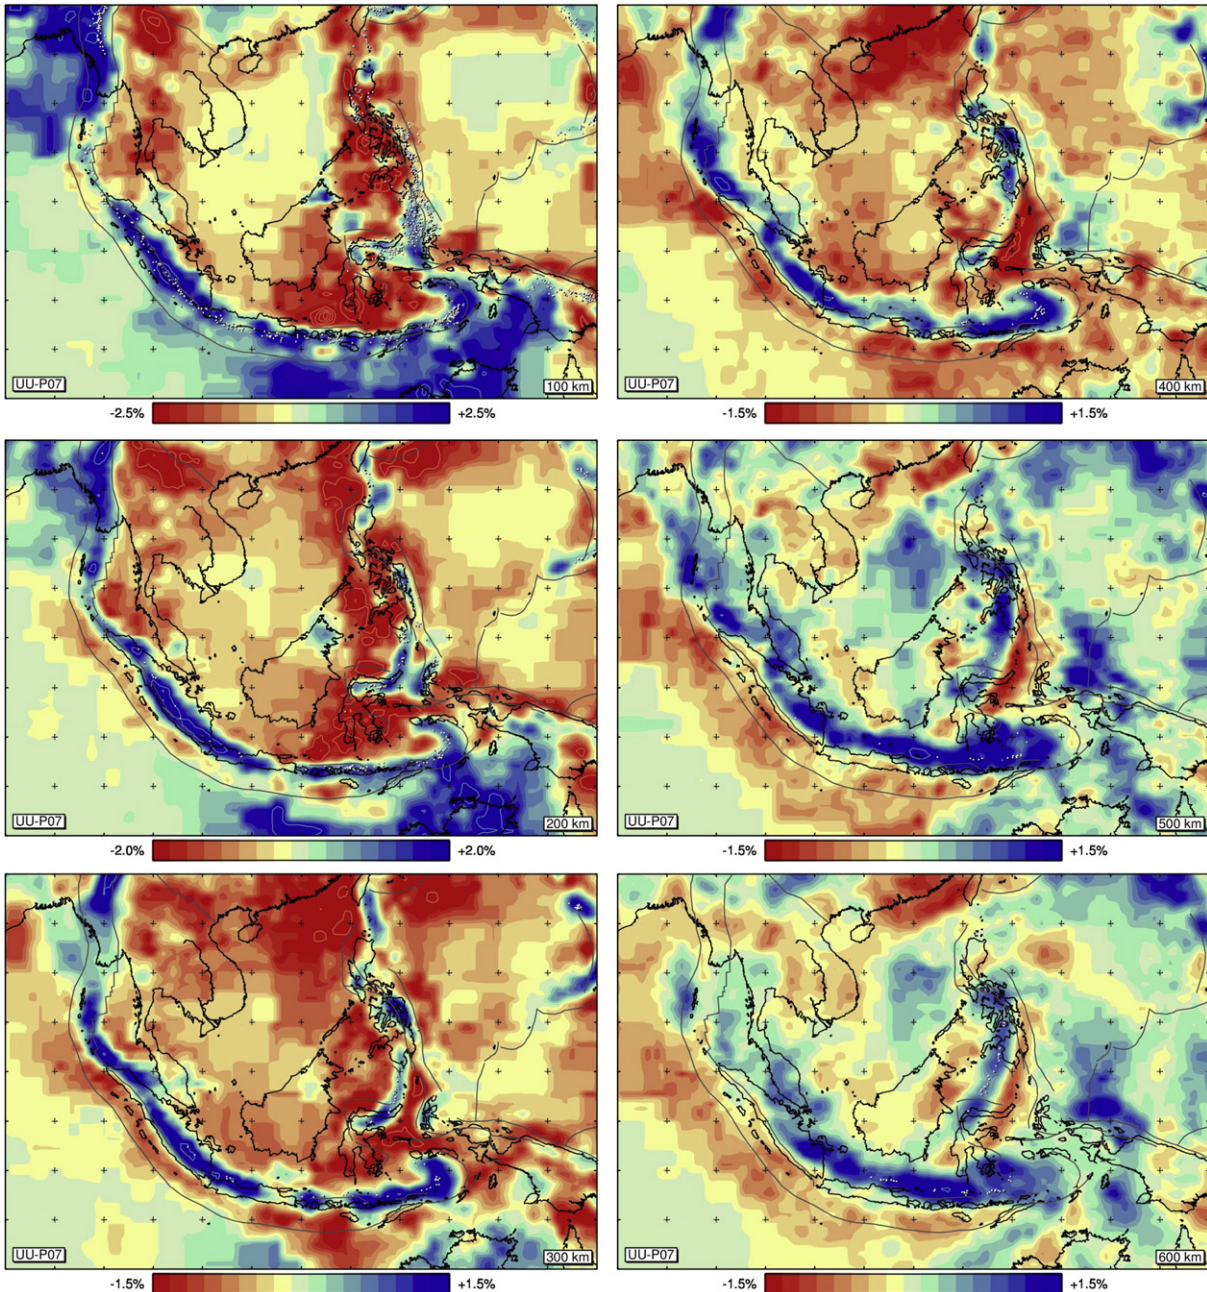 UU-P07 100 km
-2.5% +2.5%
UU-P07 400 km
-1.5% +1.5%
UU-P07 200 km
-2.0% +2.0%
UU-P07 500 km
-1.5% +1.5%
UU-P07 300 km
-1.5% +1.5%
UU-P07 600 km
-1.5% +1.5%